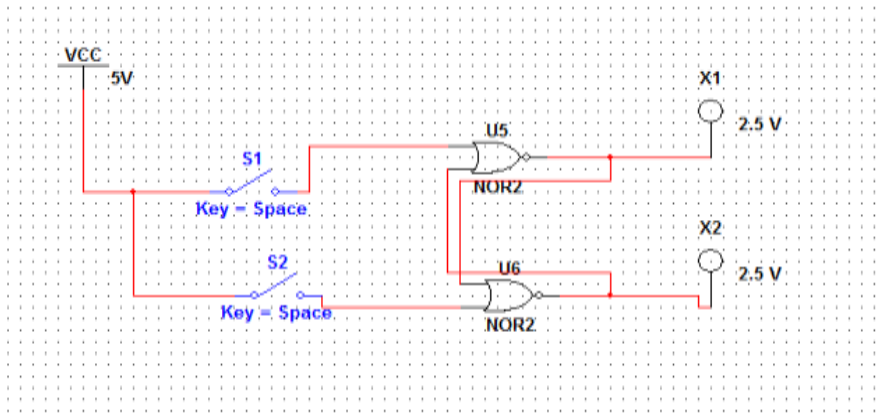 VCC
5V
X1
2.5 V
U5
S1
NOR2
Key = Space
X2
S2
U6
2.5 V
Key = Space
NOR2